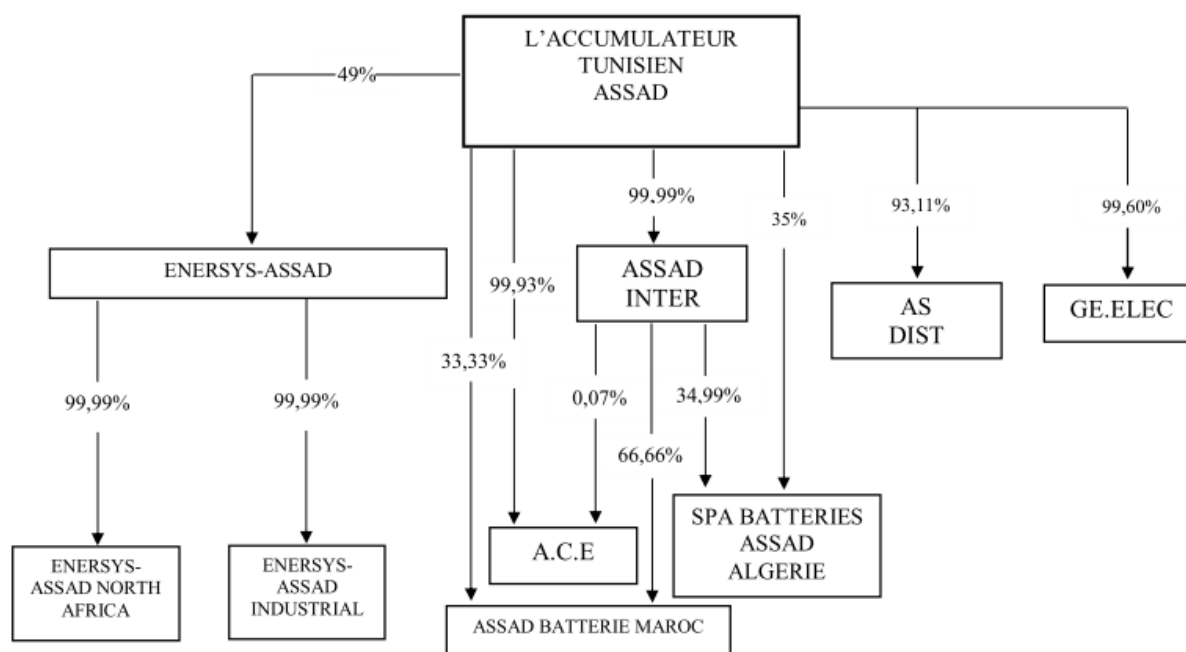 L'ACCUMULATEUR
TUNISIEN
ASSAD
49%
99,99%
35%
93,11%
99,60%
ENERSYS-ASSAD
ASSAD
INTER
99,93%
AS
DIST
GE.ELEC
33,33%
99,99%
99,99%
0,07%
34,99%
66,66%
SPA BATTERIES
ASSAD
ALGERIE
A.C.E
ENERSYS-
ASSAD NORTH
AFRICA
ENERSYS-
ASSAD
INDUSTRIAL
ASSAD BATTERIE MAROC